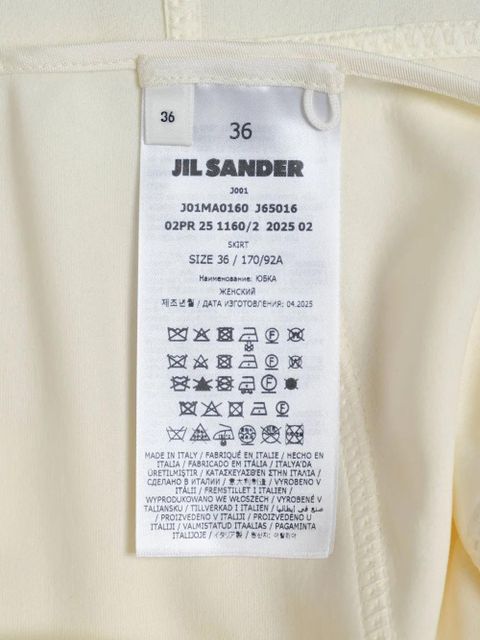 36
36
JIL SANDER
J001
J01MA0160 J65016
02PR 25 1160/2 2025 02
SKIRT
SIZE 36 / 170/92A
Наименование: ЮБКА
ЖЕНСКИЙ
제조년월 / ДАТА ИЗГОТОВЛЕНИЯ: 04.2025
MADE IN ITALY / FABRIQUÉ EN ITALIE / HECHO EN
ITALIA / FABRICADO EM ITÁLIA / ITALYA'DA
ÜRETILMIŞTIR / ΚΑΤΑΣΚΕΥΑΣΘΕΝ ΣΤΗΝ ΙΤΑΛΙΑ /
СДЕЛАНО В ИТАЛИИ / 意大利制造 / VYROBENO V
ITÁLII / FREMSTILLET I ITALIEN /
WYPRODUKOWANO WE WŁOSZECH / VYROBENÉ V
TALIANSKU / TILLVERKAD I ITALIEN / صنع في إيطاليا
/ PROIZVEDENO V ITALIJI / PROIZVEDENO U
ITALIJI / VALMISTATUD ITAALIAS / PAGAMINTA
ITALIJOJE / イタリア製 / 원산지: 이탈리아